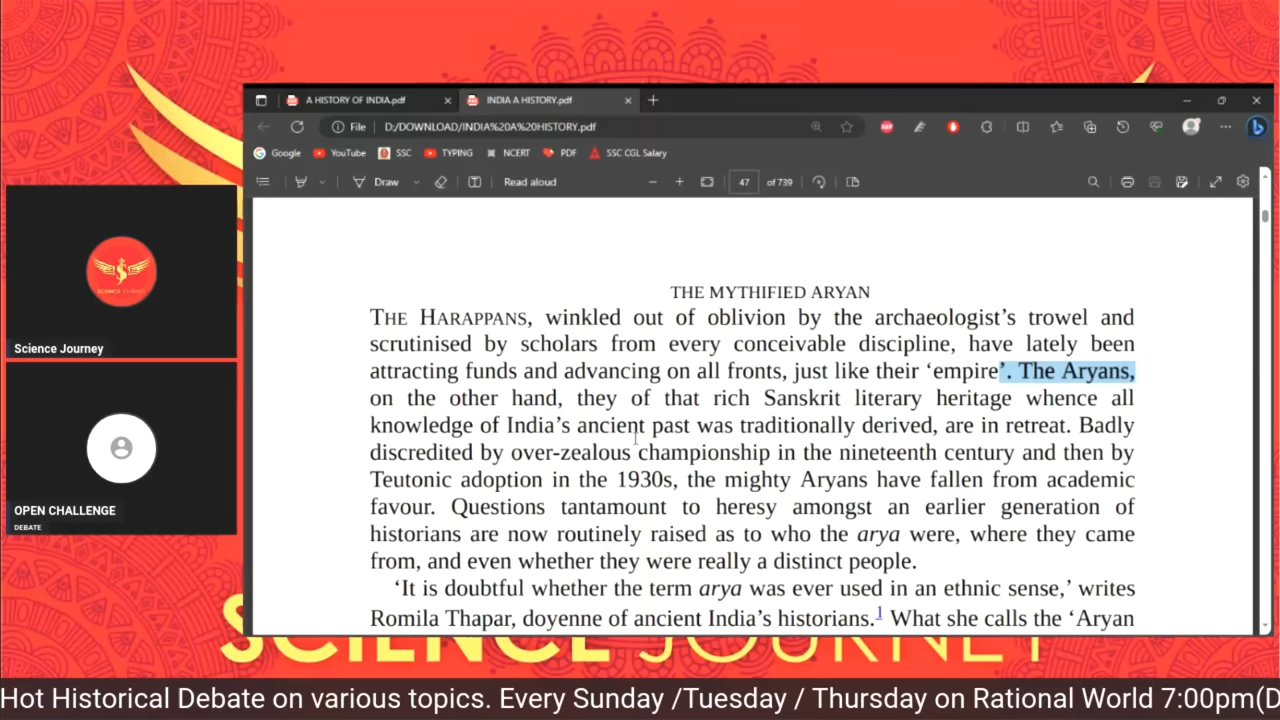 A HISTORY OF INDIA.pdf
INDIA A HISTORY.pdf
File
D:/DOWNLOAD/INDIA%20A%20HISTORY.pdf
Google YouTube SSC TYPING NCERT PDF SSC CGL Salary
Draw Read aloud 47 of 739
THE MYTHIFIED ARYAN
THE HARAPPANS, winkled out of oblivion by the archaeologist’s trowel and
scrutinised by scholars from every conceivable discipline, have lately been
attracting funds and advancing on all fronts, just like their ‘empire’. The Aryans,
on the other hand, they of that rich Sanskrit literary heritage whence all
knowledge of India’s ancient past was traditionally derived, are in retreat. Badly
discredited by over-zealous championship in the nineteenth century and then by
Teutonic adoption in the 1930s, the mighty Aryans have fallen from academic
favour. Questions tantamount to heresy amongst an earlier generation of
historians are now routinely raised as to who the arya were, where they came
from, and even whether they were really a distinct people.
‘It is doubtful whether the term arya was ever used in an ethnic sense,’ writes
Romila Thapar, doyenne of ancient India’s historians.1 What she calls the ‘Aryan
Science Journey
OPEN CHALLENGE
DEBATE
SCIENCE JOURNEY
Hot Historical Debate on various topics. Every Sunday /Tuesday / Thursday on Rational World 7:00pm(D